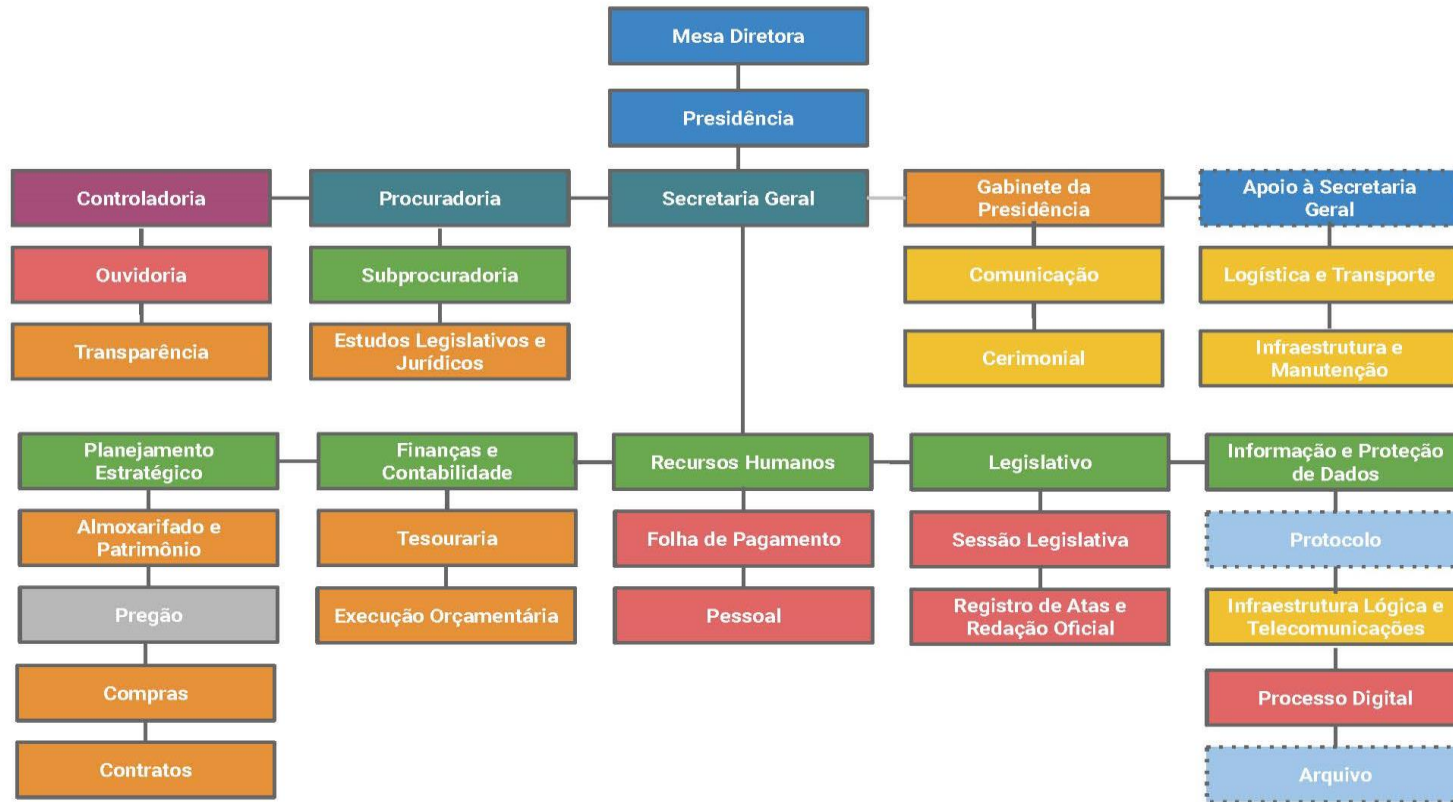 Mesa Diretora
Presidência
Controladoria
Procuradoria
Secretaria Geral
Gabinete da
Presidência
Apoio à Secretaria
Geral
Ouvidoria
Subprocuradoria
Comunicação
Logística e Transporte
Transparência
Estudos Legislativos e
Jurídicos
Cerimonial
Infraestrutura e
Manutenção
Planejamento
Estratégico
Finanças e
Contabilidade
Recursos Humanos
Legislativo
Informação e Proteção
de Dados
Almoxarifado e
Patrimônio
Tesouraria
Folha de Pagamento
Sessão Legislativa
Protocolo
Pregão
Execução Orçamentária
Pessoal
Registro de Atas e
Redação Oficial
Infraestrutura Lógica e
Telecomunicações
Compras
Processo Digital
Contratos
Arquivo